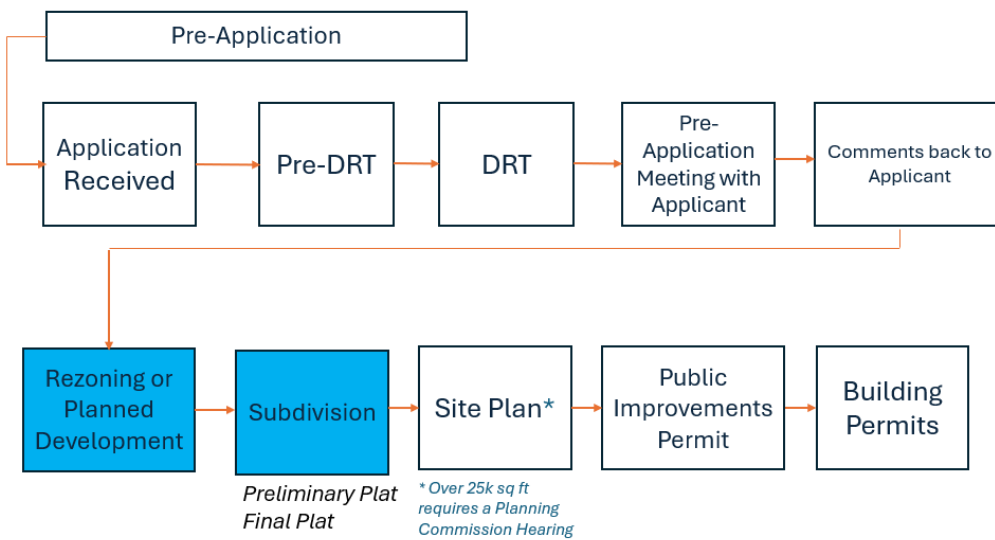 Pre-Application
Application
Received
Pre-DRT
DRT
Pre-
Application
Meeting with
Applicant
Comments back to
Applicant
Rezoning or
Planned
Development
Subdivision
Preliminary Plat
Final Plat
Site Plan*
* Over 25k sq ft
requires a Planning
Commission Hearing
Public
Improvements
Permit
Building
Permits